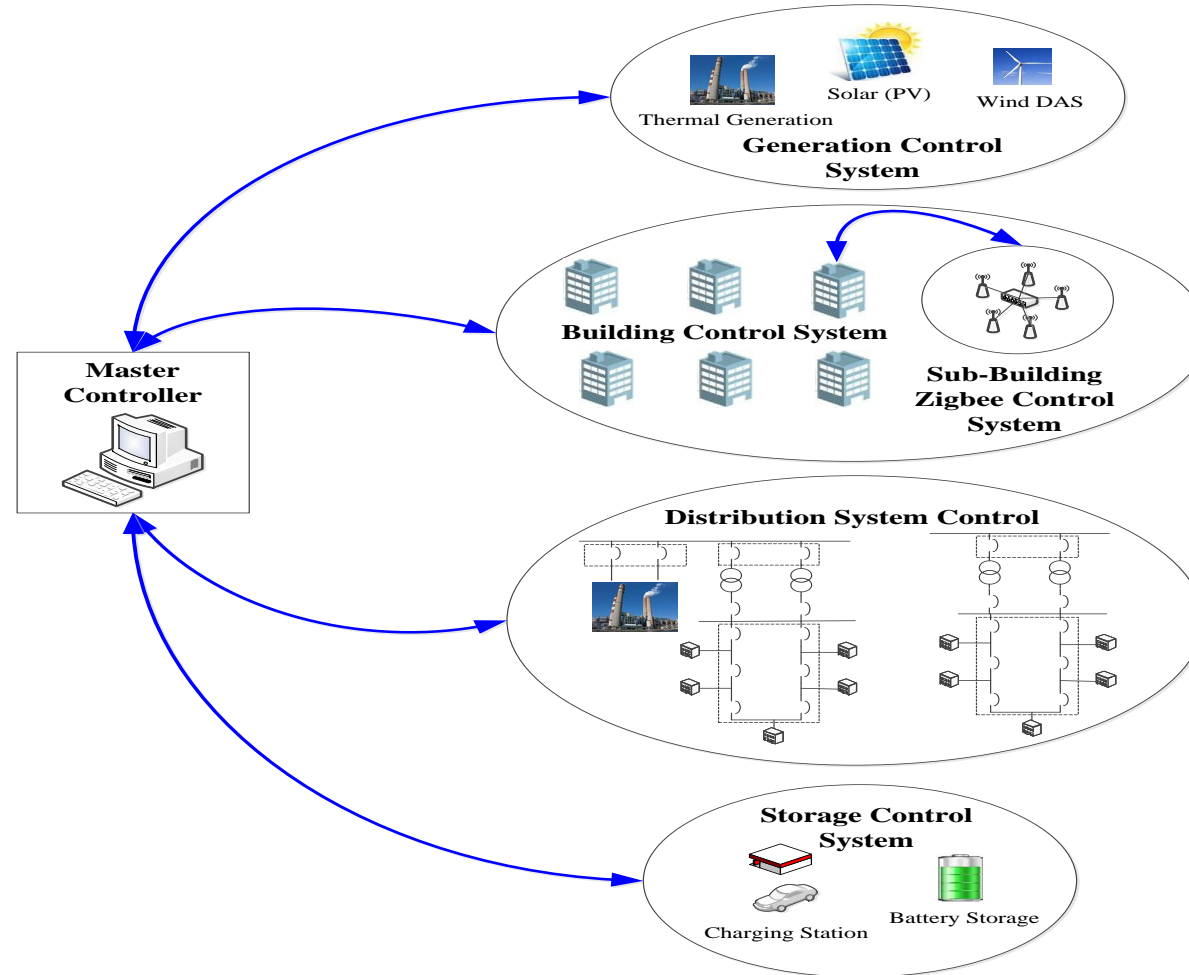 Solar (PV)
Wind DAS
Thermal Generation
Generation Control
System
Building Control System
Sub-Building
Zigbee Control
System
Master
Controller
Distribution System Control
Storage Control
System
Charging Station
Battery Storage